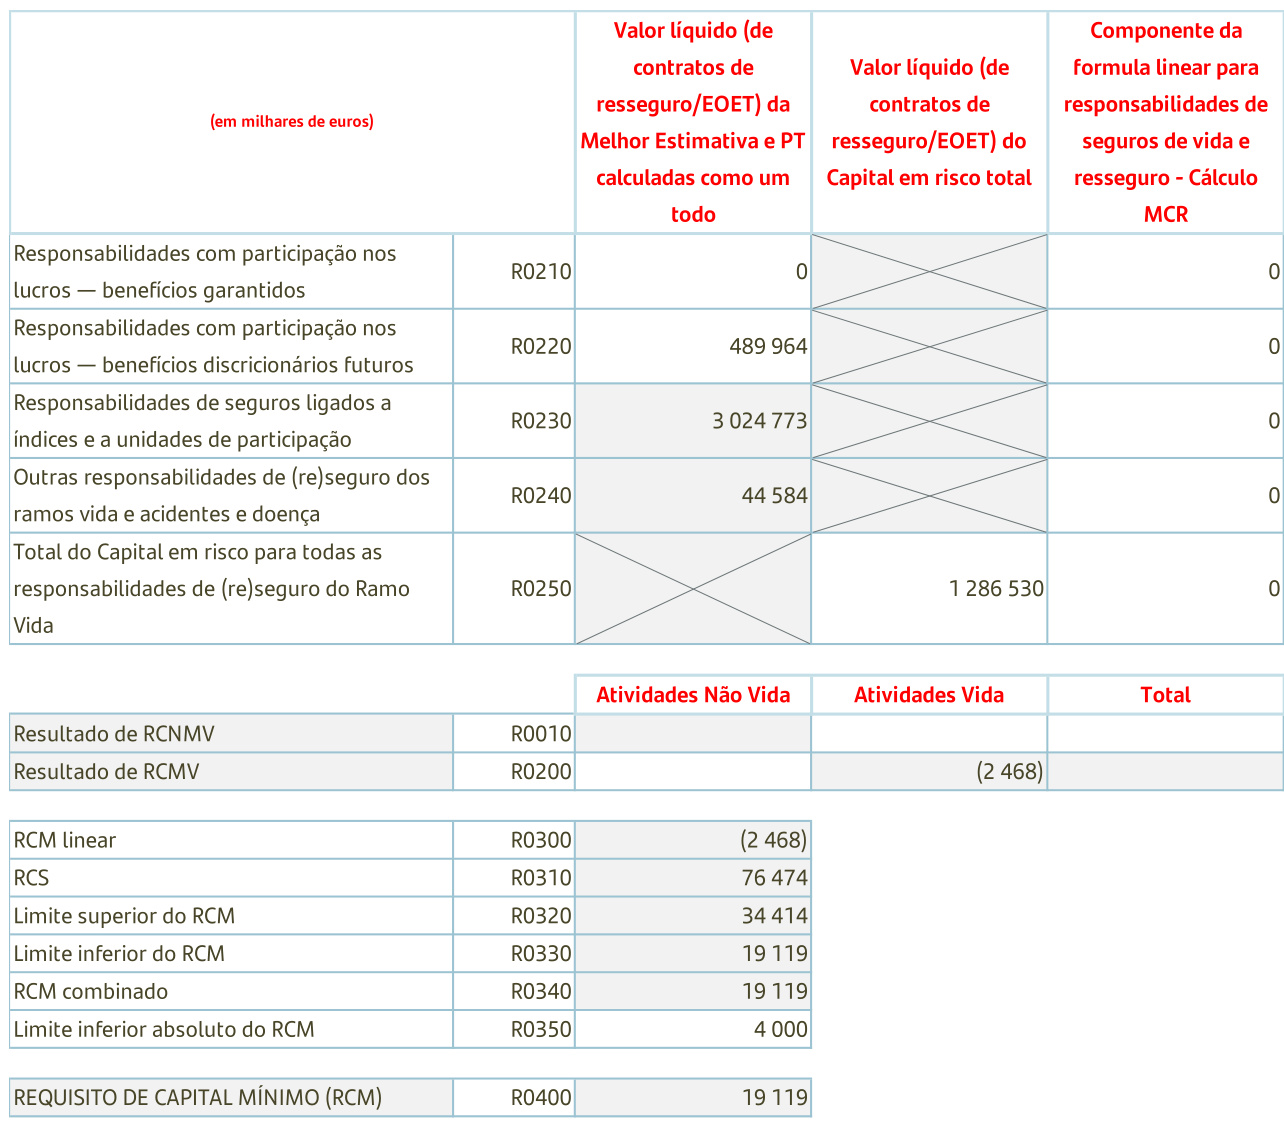 (em milhares de euros)
Valor líquido (de
contratos de
resseguro/EOET) da
Melhor Estimativa e PT
calculadas como um
todo
Valor líquido (de
contratos de
resseguro/EOET) do
Capital em risco total
Componente da
formula linear para
responsabilidades de
seguros de vida e
resseguro - Cálculo
MCR
Responsabilidades com participação nos
lucros — benefícios garantidos
R0210
0
0
Responsabilidades com participação nos
lucros — benefícios discricionários futuros
R0220
489 964
0
Responsabilidades de seguros ligados a
índices e a unidades de participação
R0230
3 024 773
0
Outras responsabilidades de (re)seguro dos
ramos vida e acidentes e doença
R0240
44 584
0
Total do Capital em risco para todas as
responsabilidades de (re)seguro do Ramo
Vida
R0250
1 286 530
0
Atividades Não Vida
Atividades Vida
Total
Resultado de RCNMV
R0010
Resultado de RCMV
R0200
(2 468)
RCM linear
R0300
(2 468)
RCS
R0310
76 474
Limite superior do RCM
R0320
34 414
Limite inferior do RCM
R0330
19 119
RCM combinado
R0340
19 119
Limite inferior absoluto do RCM
R0350
4 000
REQUISITO DE CAPITAL MÍNIMO (RCM)
R0400
19 119